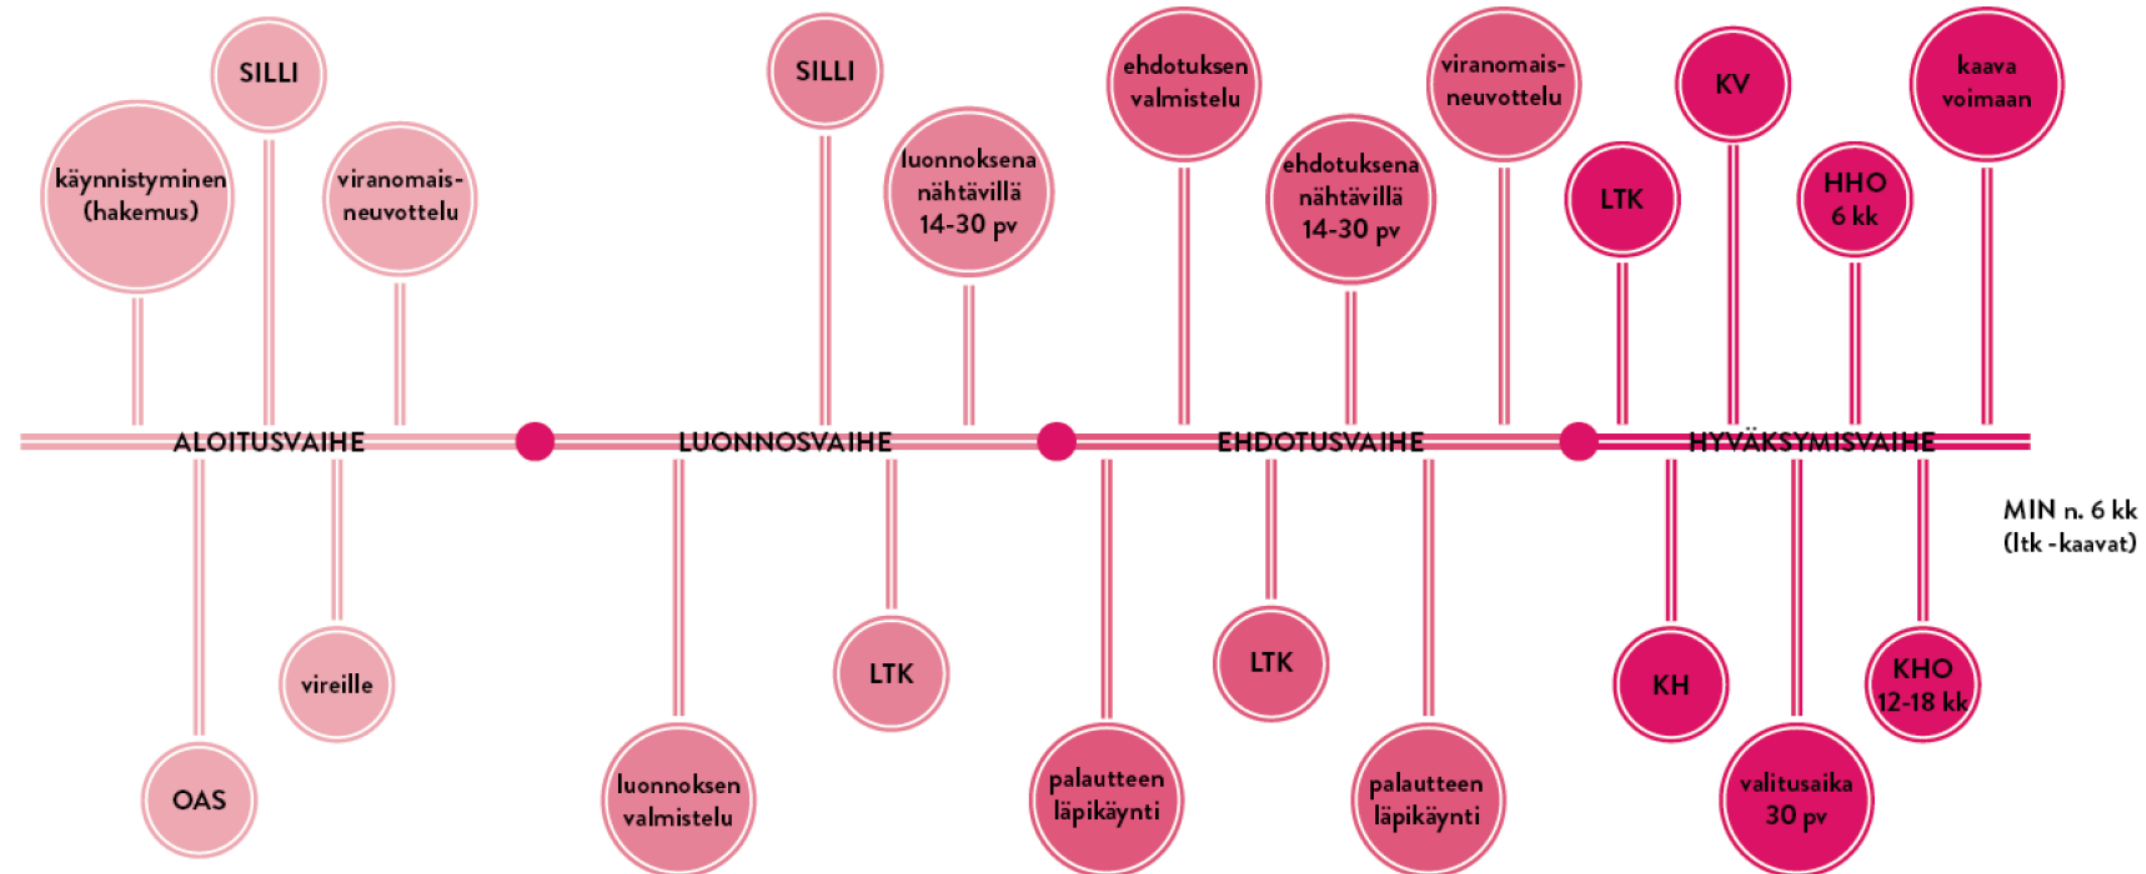 käynnistyminen
(hakemus)
SILLI
viranomais-
neuvottelu
SILLI
luonnoksena
nähtävillä
14-30 pv
ehdotuksen
valmistelu
ehdotuksena
nähtävillä
14-30 pv
viranomais-
neuvottelu
LTK
KV
HHO
6 kk
kaava
voimaan
ALOITUSVAIHE
LUONNOSVAIHE
EHDOTUSVAIHE
HYVÄKSYMISVAIHE
MIN n. 6 kk
(ltk -kaavat)
OAS
vireille
luonnoksen
valmistelu
LTK
palautteen
läpikäynti
LTK
palautteen
läpikäynti
KH
valitusaika
30 pv
KHO
12-18 kk